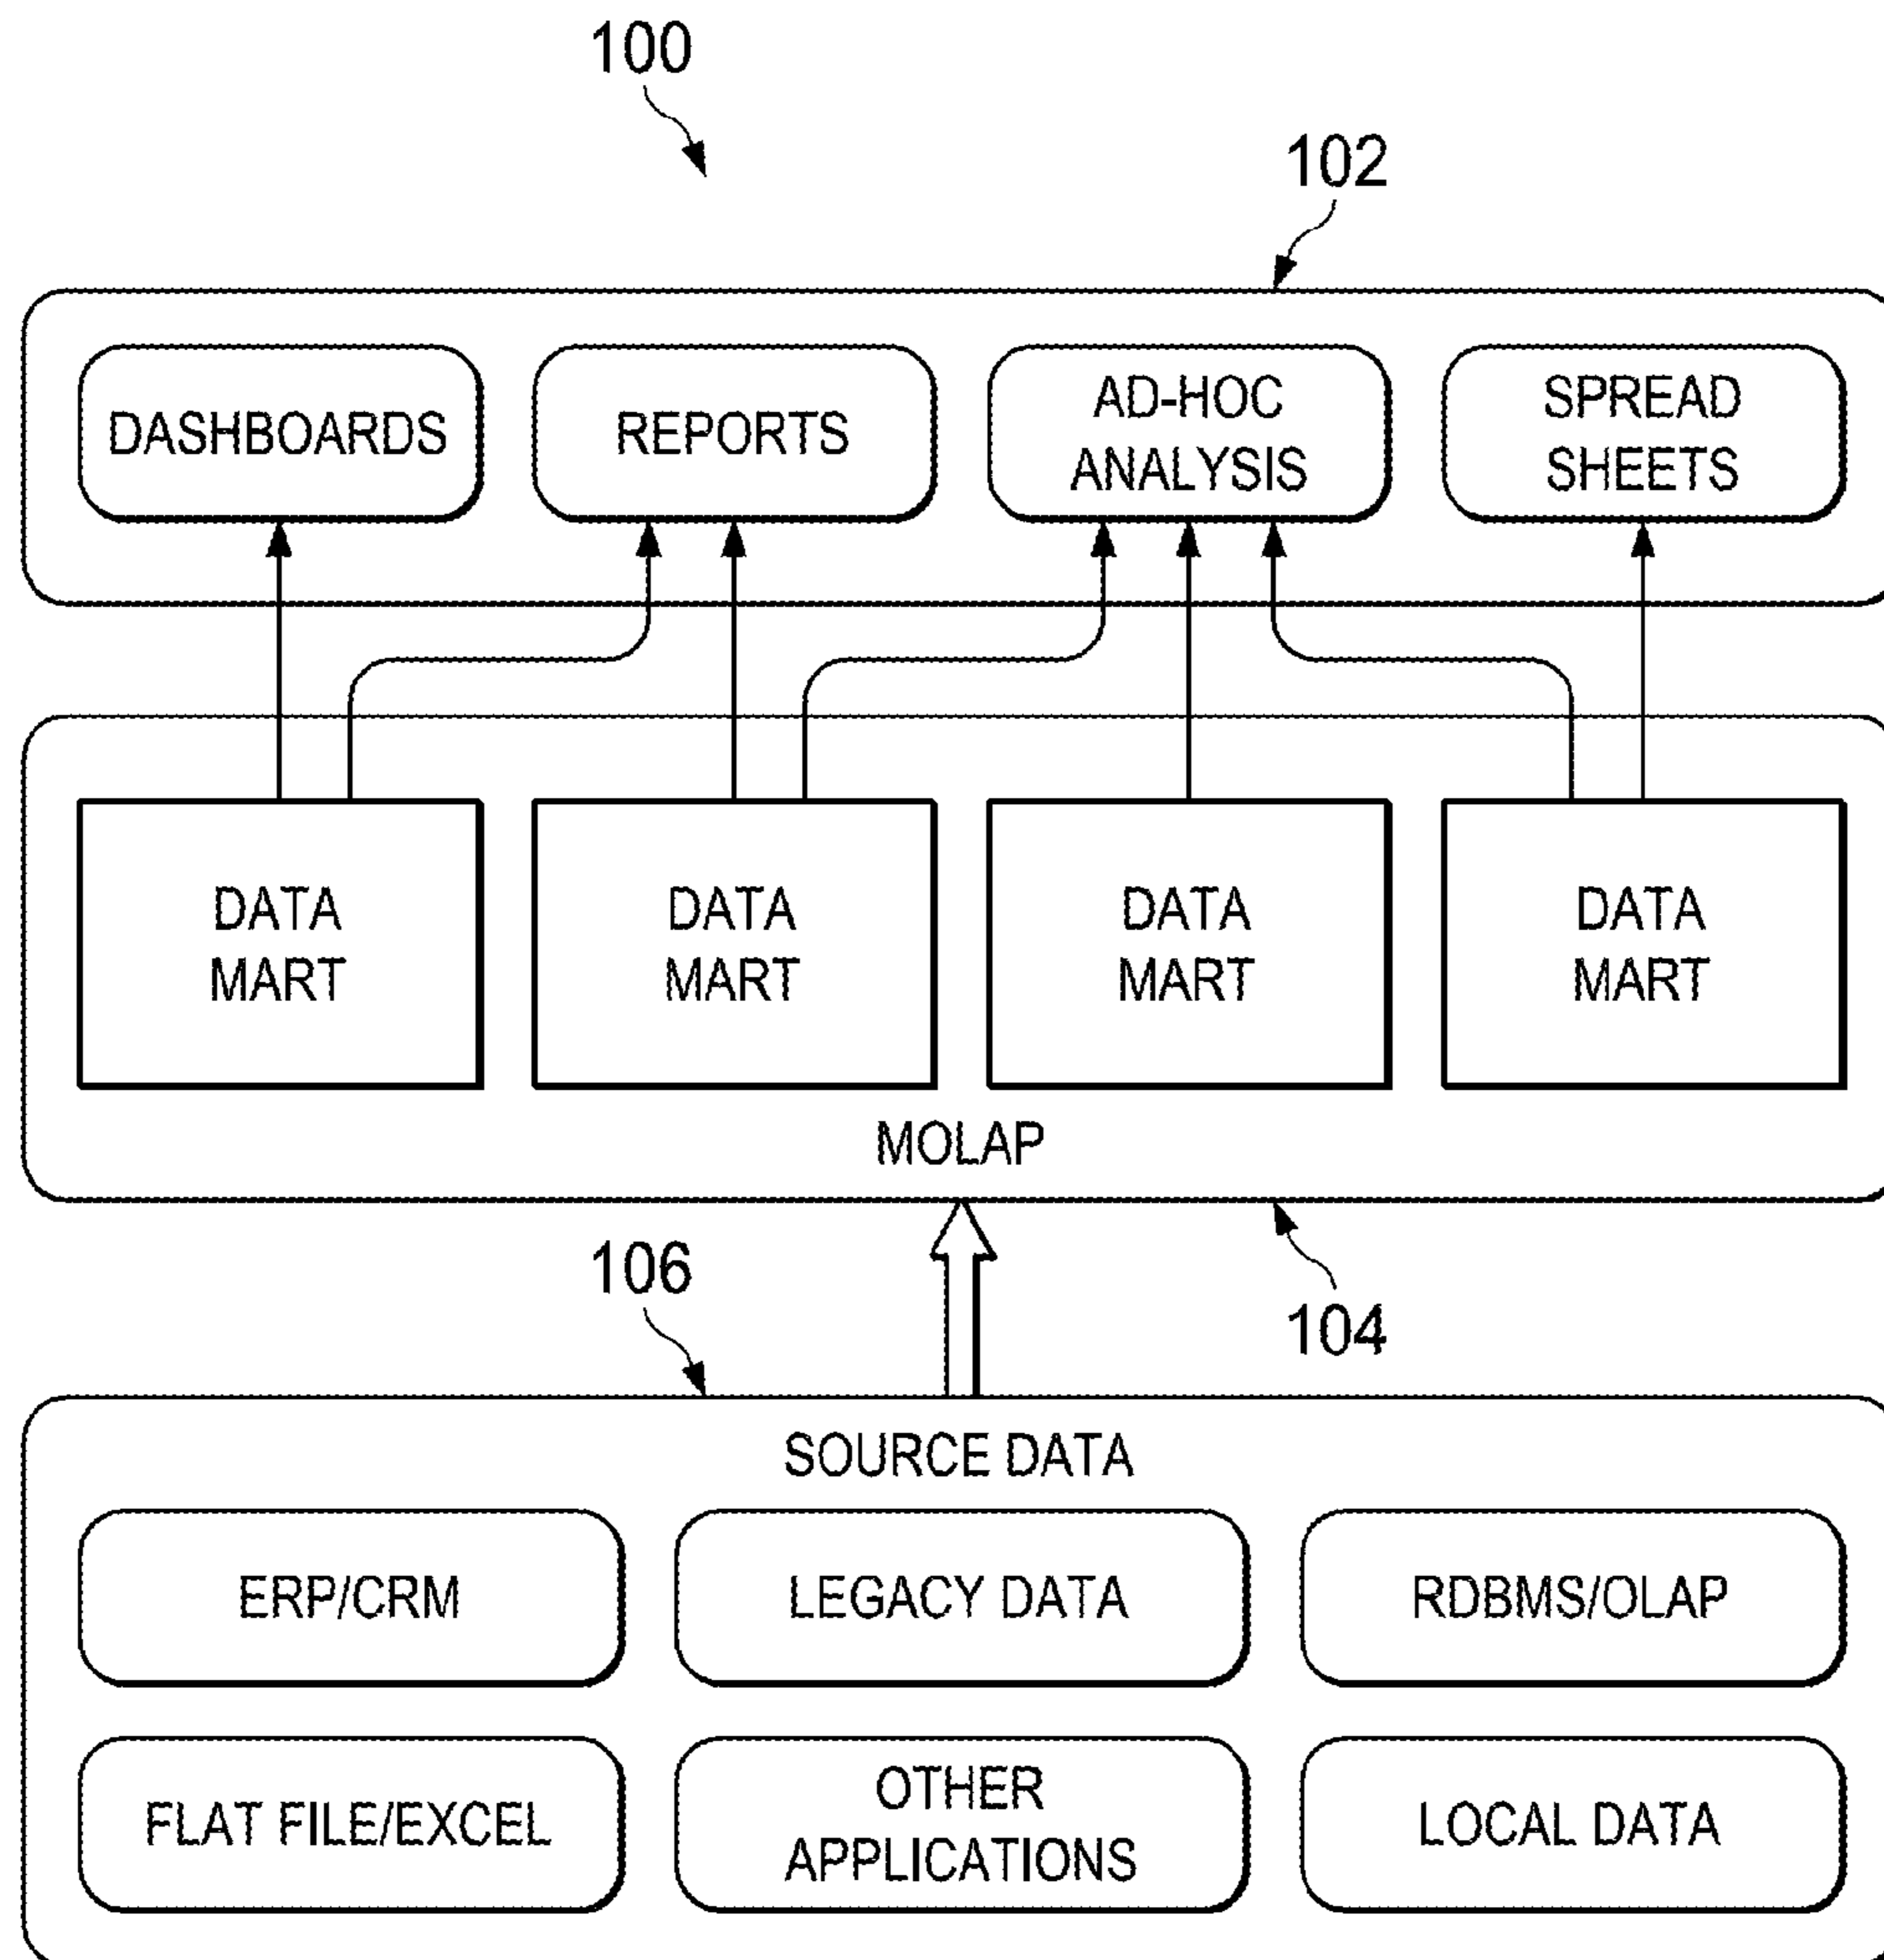 100
102
DASHBOARDS
REPORTS
AD-HOC
ANALYSIS
SPREAD
SHEETS
DATA
MART
DATA
MART
DATA
MART
DATA
MART
MOLAP
106
104
SOURCE DATA
ERP/CRM
LEGACY DATA
RDBMS/OLAP
FLAT FILE/EXCEL
OTHER
APPLICATIONS
LOCAL DATA